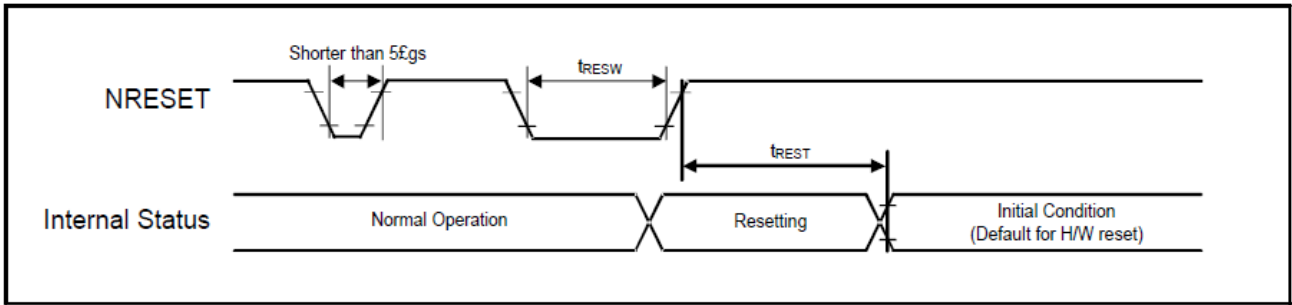 Shorter than 5£gs
tRESW
NRESET
tREST
Internal Status
Normal Operation
Resetting
Initial Condition
(Default for H/W reset)